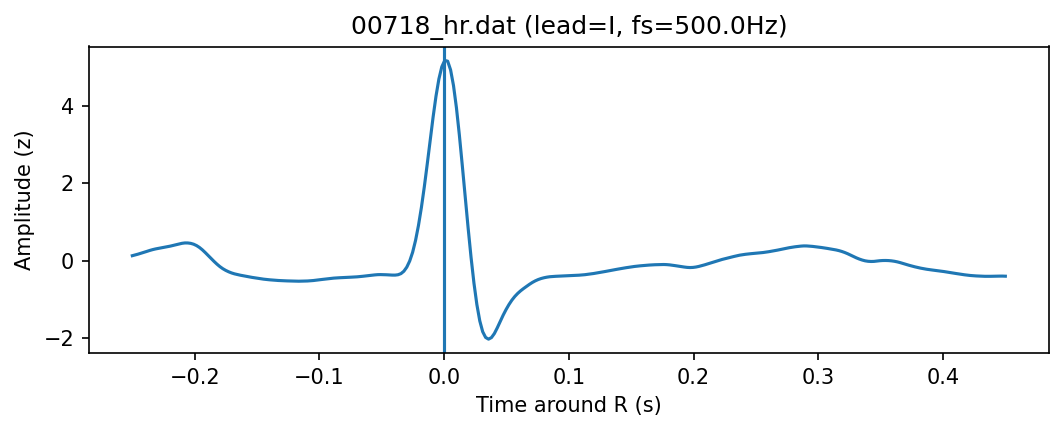 00718_hr.dat (lead=I, fs=500.0Hz)
Amplitude (z)
4
2
0
−2
−0.2 −0.1 0.0 0.1 0.2 0.3 0.4
Time around R (s)